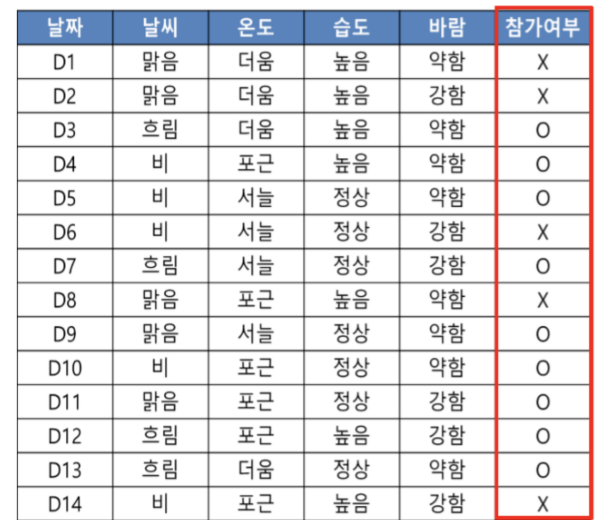 날짜 날씨 온도 습도 바람 참가여부
D1 맑음 더움 높음 약함 X
D2 맑음 더움 높음 강함 X
D3 흐림 더움 높음 약함 O
D4 비 포근 높음 약함 O
D5 비 서늘 정상 약함 O
D6 비 서늘 정상 강함 X
D7 흐림 서늘 정상 강함 O
D8 맑음 포근 높음 약함 X
D9 맑음 서늘 정상 약함 O
D10 비 포근 정상 약함 O
D11 맑음 포근 정상 강함 O
D12 흐림 포근 높음 강함 O
D13 흐림 더움 정상 약함 O
D14 비 포근 높음 강함 X